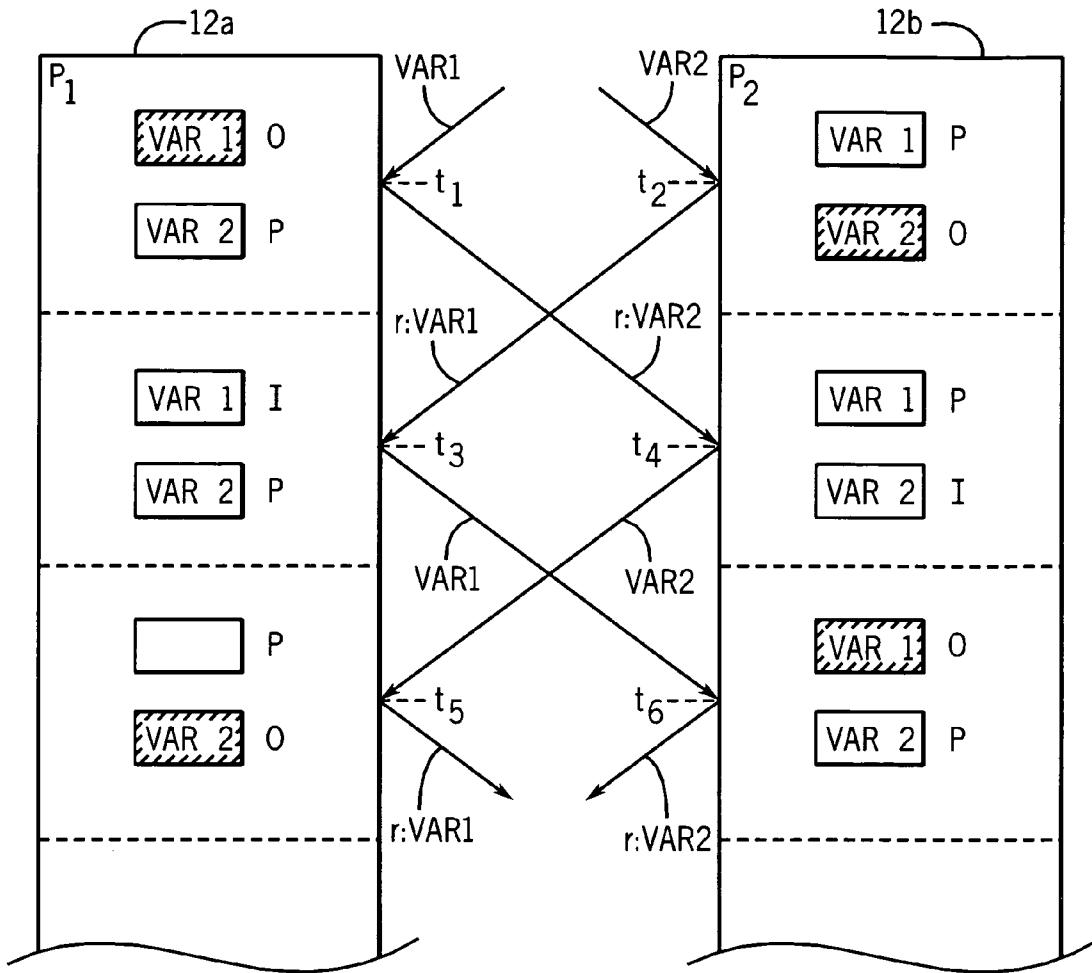 12a
12b
P1
VAR1
VAR2
P2
VAR 1 O
VAR 1 P
t1
t2
VAR 2 P
VAR 2 O
r:VAR1
r:VAR2
VAR 1 I
VAR 1 P
t3
t4
VAR 2 P
VAR 2 I
VAR1
VAR2
P
VAR 1 O
t5
t6
VAR 2 O
VAR 2 P
r:VAR1
r:VAR2